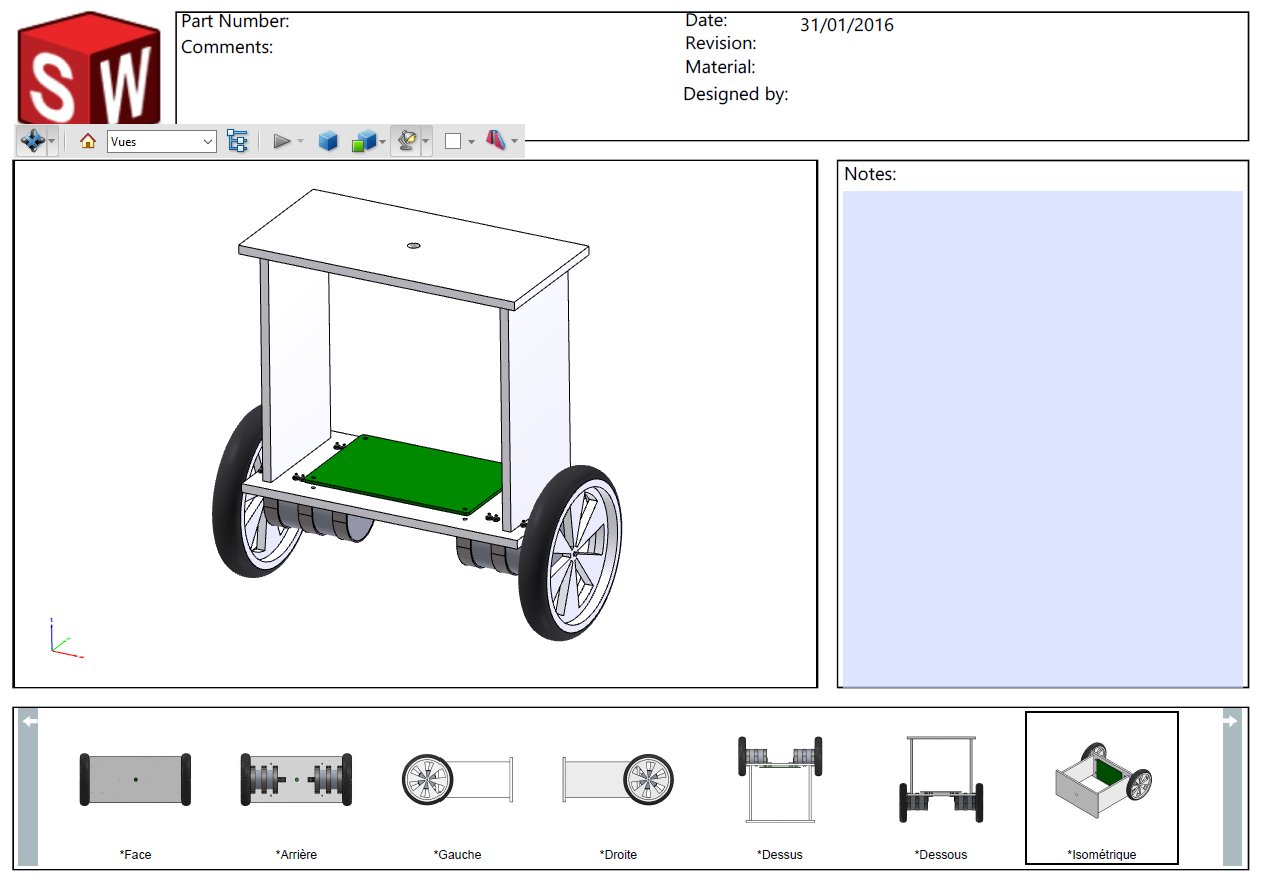 SW
Part Number:
Comments:
Date: 31/01/2016
Revision:
Material:
Designed by:
Vues
Notes:
*Face
*Arrière
*Gauche
*Droite
*Dessus
*Dessous
*Isométrique